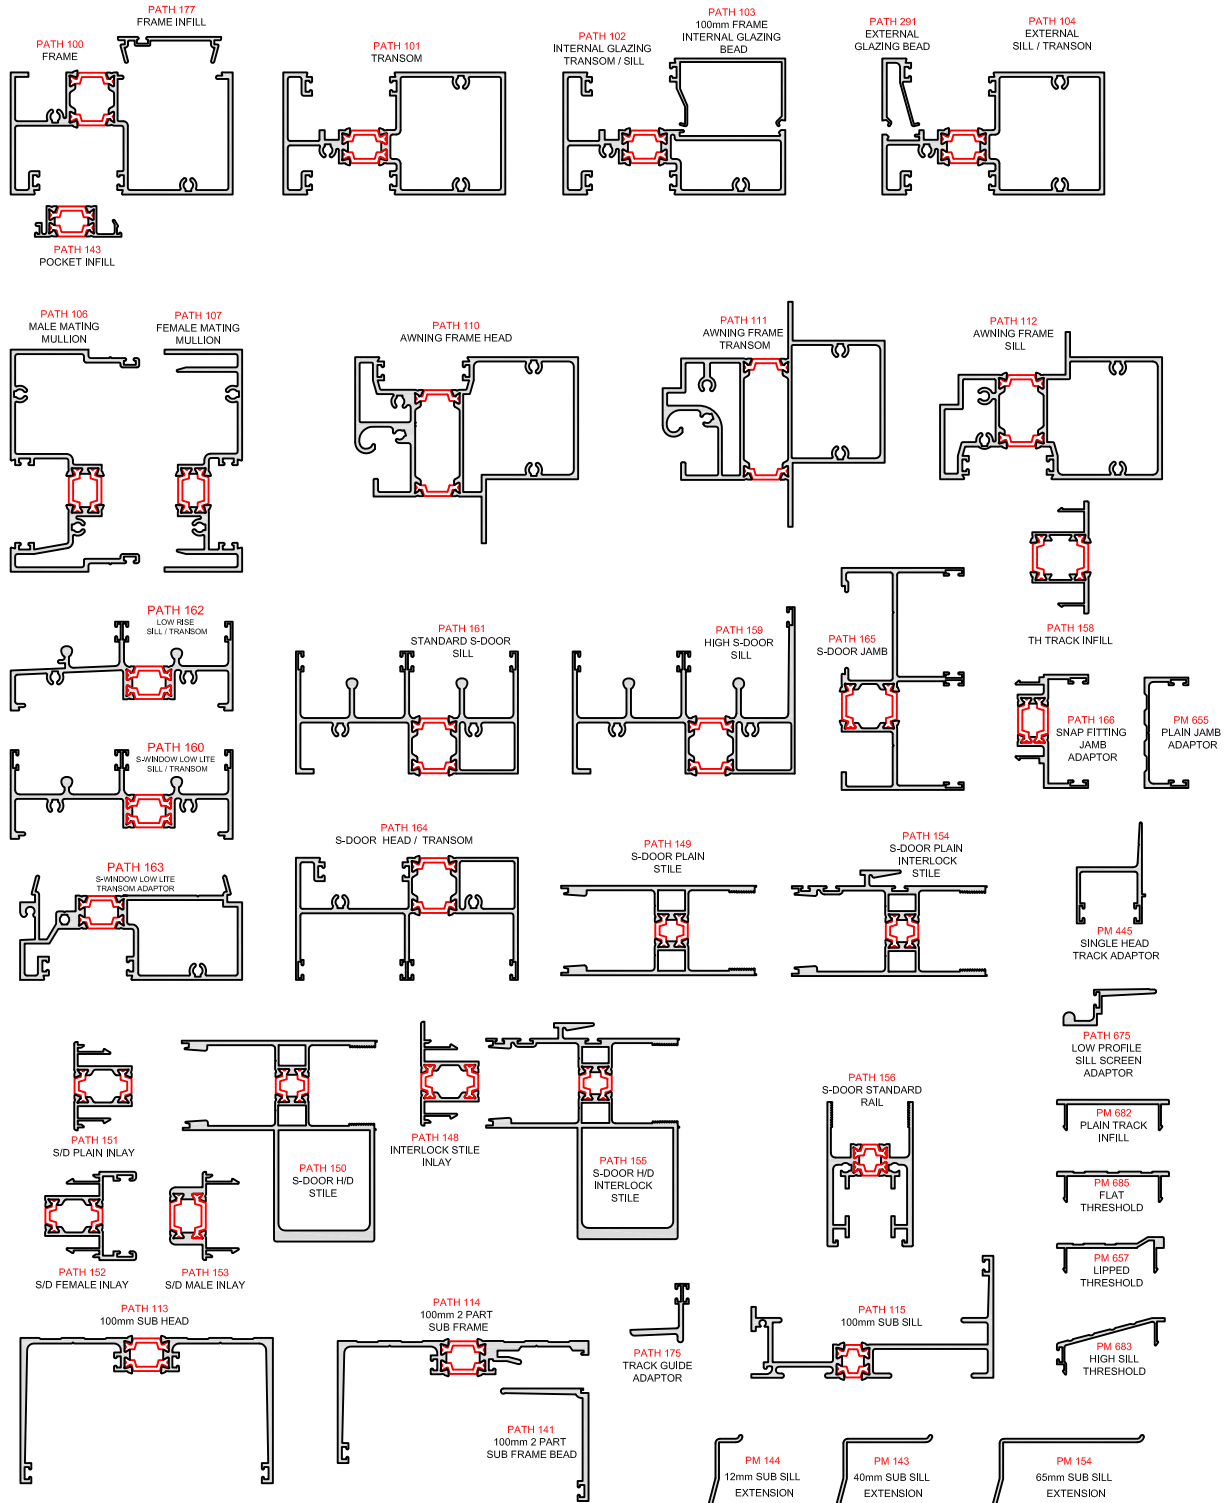 PATH 177
FRAME INFILL
PATH 100
FRAME
PATH 101
TRANSOM
PATH 102
INTERNAL GLAZING
TRANSOM / SILL
PATH 103
100mm FRAME
INTERNAL GLAZING
BEAD
PATH 291
EXTERNAL
GLAZING BEAD
PATH 104
EXTERNAL
SILL / TRANSON
PATH 143
POCKET INFILL
PATH 106
MALE MATING
MULLION
PATH 107
FEMALE MATING
MULLION
PATH 110
AWNING FRAME HEAD
PATH 111
AWNING FRAME
TRANSOM
PATH 112
AWNING FRAME
SILL
PATH 162
LOW RISE
SILL / TRANSOM
PATH 161
STANDARD S-DOOR
SILL
PATH 159
HIGH S-DOOR
SILL
PATH 165
S-DOOR JAMB
PATH 158
TH TRACK INFILL
PATH 160
S-WINDOW LOW LITE
SILL / TRANSOM
PATH 166
SNAP FITTING
JAMB
ADAPTOR
PM 655
PLAIN JAMB
ADAPTOR
PATH 163
S-WINDOW LOW LITE
TRANSOM ADAPTOR
PATH 164
S-DOOR HEAD / TRANSOM
PATH 149
S-DOOR PLAIN
STILE
PATH 154
S-DOOR PLAIN
INTERLOCK
STILE
PM 445
SINGLE HEAD
TRACK ADAPTOR
PATH 675
LOW PROFILE
SILL SCREEN
ADAPTOR
PATH 151
S/D PLAIN INLAY
PATH 150
S-DOOR H/D
STILE
PATH 148
INTERLOCK STILE
INLAY
PATH 155
S-DOOR H/D
INTERLOCK
STILE
PATH 156
S-DOOR STANDARD
RAIL
PM 682
PLAIN TRACK
INFILL
PM 685
FLAT
THRESHOLD
PATH 152
S/D FEMALE INLAY
PATH 153
S/D MALE INLAY
PM 657
LIPPED
THRESHOLD
PATH 113
100mm SUB HEAD
PATH 114
100mm 2 PART
SUB FRAME
PATH 175
TRACK GUIDE
ADAPTOR
PATH 115
100mm SUB SILL
PM 683
HIGH SILL
THRESHOLD
PATH 141
100mm 2 PART
SUB FRAME BEAD
PM 144
12mm SUB SILL
EXTENSION
PM 143
40mm SUB SILL
EXTENSION
PM 154
65mm SUB SILL
EXTENSION